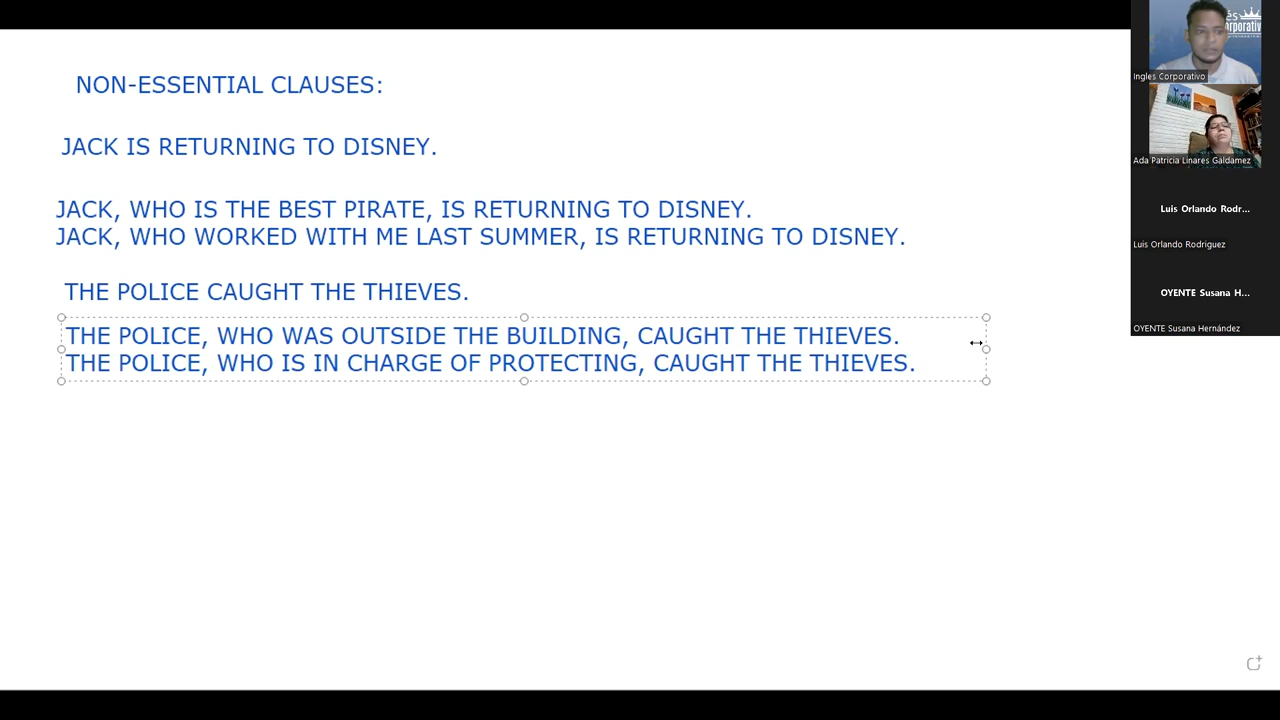 NON-ESSENTIAL CLAUSES:
JACK IS RETURNING TO DISNEY.
JACK, WHO IS THE BEST PIRATE, IS RETURNING TO DISNEY.
JACK, WHO WORKED WITH ME LAST SUMMER, IS RETURNING TO DISNEY.
THE POLICE CAUGHT THE THIEVES.
THE POLICE, WHO WAS OUTSIDE THE BUILDING, CAUGHT THE THIEVES.
THE POLICE, WHO IS IN CHARGE OF PROTECTING, CAUGHT THE THIEVES.
Ingles Corporativo
Ada Patricia Linares Galdamez
Luis Orlando Rodr...
Luis Orlando Rodriguez
OYENTE Susana H...
OYENTE Susana Hernández